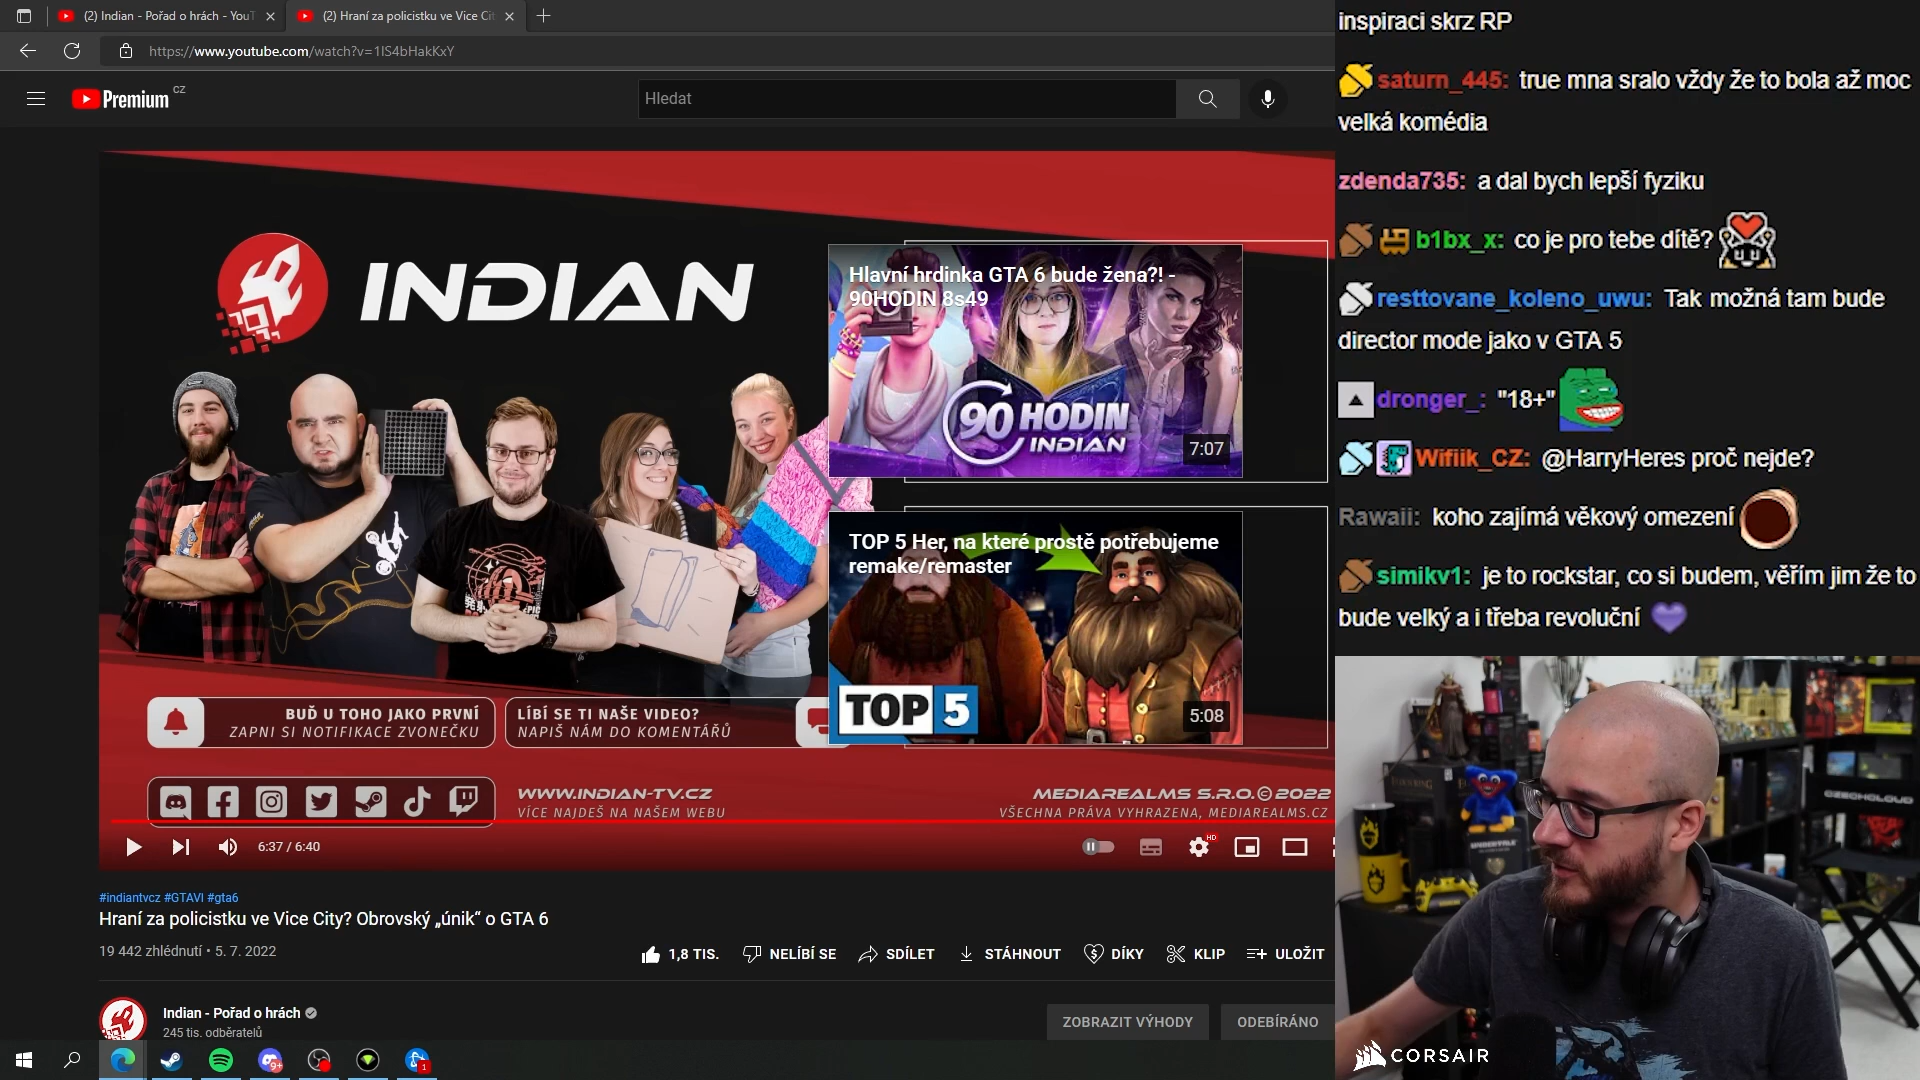 (2) Indian - Pořad o hrách - YouT
(2) Hraní za policistku ve Vice Cit
https://www.youtube.com/watch?v=1IS4bHakKxY
Premium CZ
Hledat
INDIAN
Hlavní hrdinka GTA 6 bude žena?! -
90HODIN 8s49
90 HODIN
INDIAN
7:07
TOP 5 Her, na které prostě potřebujeme
remake/remaster
TOP 5
5:08
BUĎ U TOHO JAKO PRVNÍ
ZAPNI SI NOTIFIKACE ZVONEČKU
LÍBÍ SE TI NAŠE VIDEO?
NAPIŠ NÁM DO KOMENTÁŘŮ
WWW.INDIAN-TV.CZ
VÍCE NAJDEŠ NA NAŠEM WEBU
MEDIAREALMS S.R.O.© 2022
VŠECHNA PRÁVA VYHRAZENA, MEDIAREALMS.CZ
6:37 / 6:40
HD
#indiantvcz #GTAVI #gta6
Hraní za policistku ve Vice City? Obrovský „únik“ o GTA 6
19 442 zhlédnutí • 5. 7. 2022
1,8 TIS.
NELÍBÍ SE
SDÍLET
STÁHNOUT
DÍKY
KLIP
ULOŽIT
Indian - Pořad o hrách
245 tis. odběratelů
ZOBRAZIT VÝHODY
ODEBÍRÁNO
9+
1
inspiraci skrz RP
saturn_445: true mna sralo vždy že to bola až moc
velká komédia
zdenda735: a dal bych lepší fyziku
b1bx_x: co je pro tebe dítě?
resttovane_koleno_uwu: Tak možná tam bude
director mode jako v GTA 5
dronger_: "18+"
Wifiik_CZ: @HarryHeres proč nejde?
Rawaii: koho zajímá věkový omezení
simikv1: je to rockstar, co si budem, věřím jim že to
bude velký a i třeba revoluční
CZECHCLOUD
UNDERTALE
CORSAIR